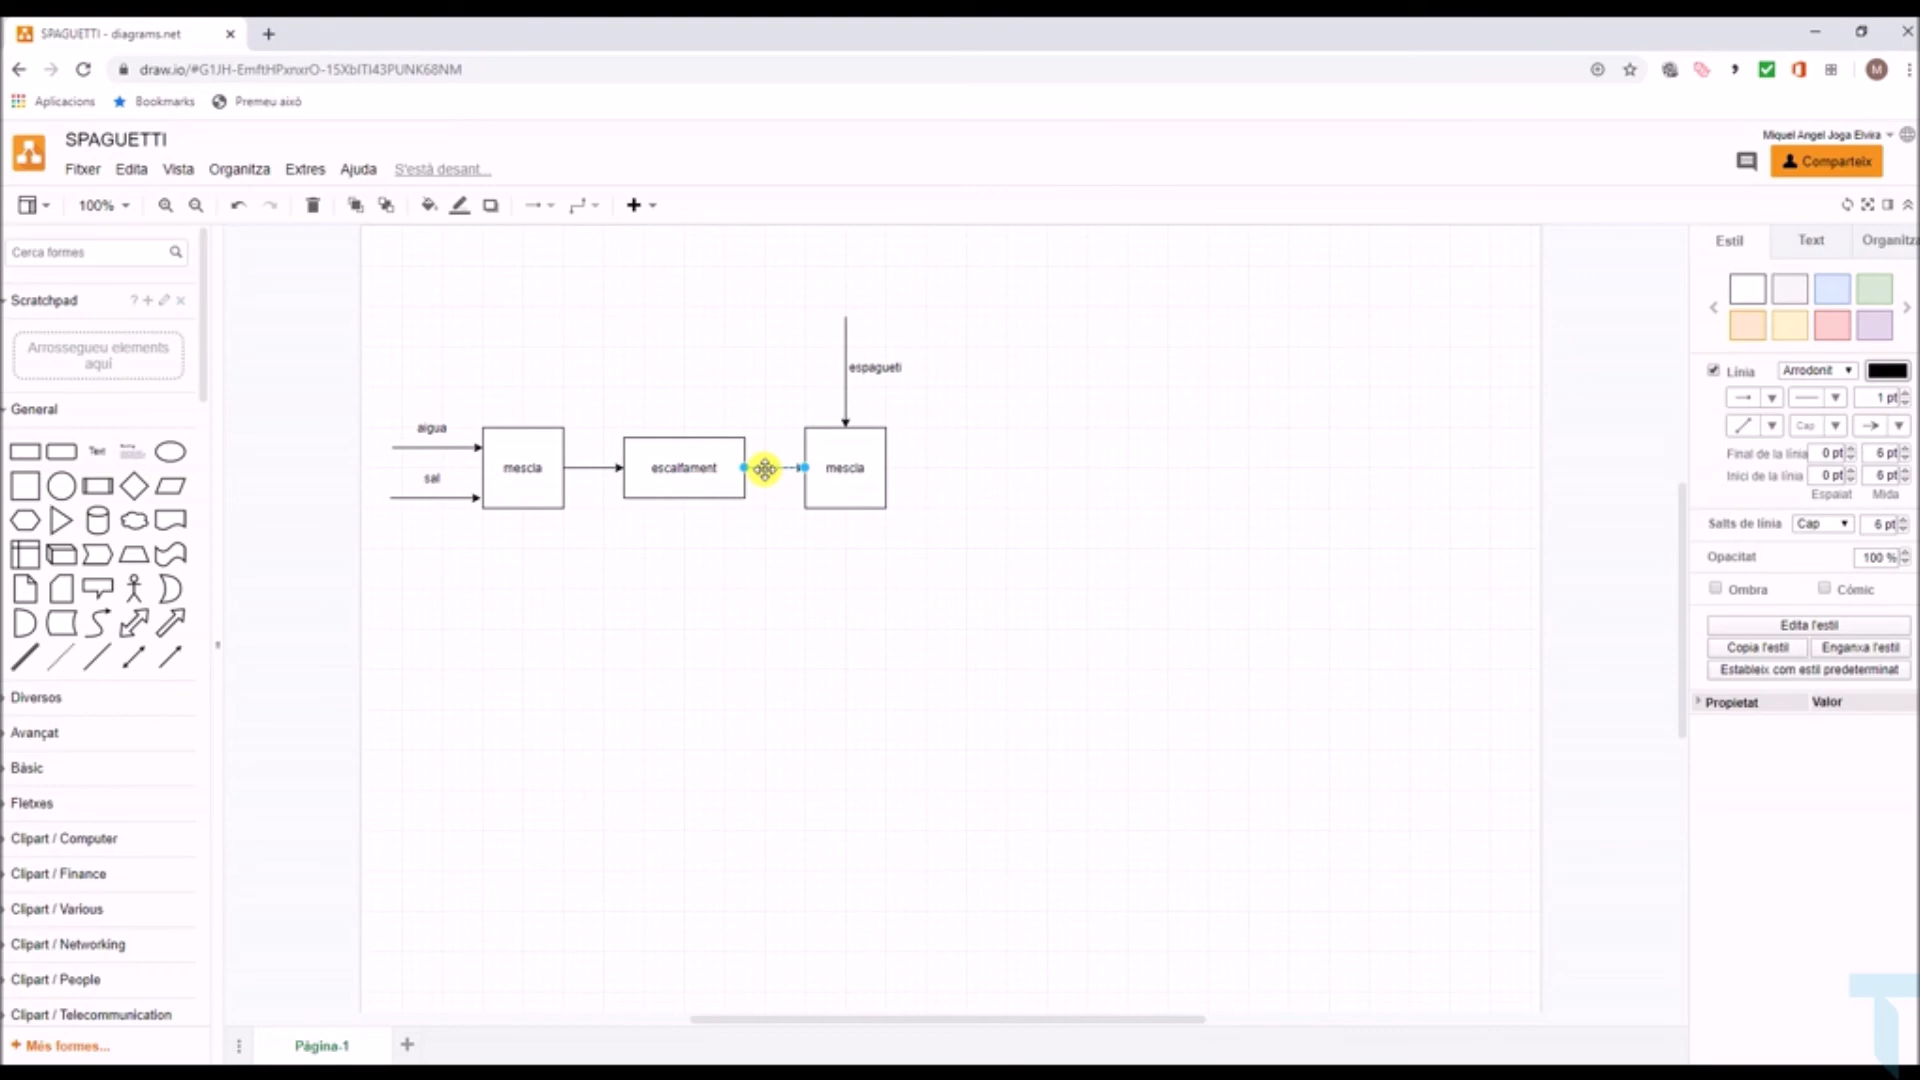 SPAGUETTI - diagrams.net
draw.io/#G1JH-EmftHPxnxrO-15XbITI43PUNK68NM
M
Aplicacions Bookmarks Premeu això
SPAGUETTI
Miquel Angel Joga Elvira
Fitxer Edita Vista Organitza Extres Ajuda S'està desant...
Comparteix
100%
Cerca formes
Estil Text Organitza
Scratchpad
Arrossegueu elements
aquí
General
Text
Diversos
Avançat
Bàsic
Fletxes
Clipart / Computer
Clipart / Finance
Clipart / Various
Clipart / Networking
Clipart / People
Clipart / Telecommunication
+ Més formes...
espagueti
aigua
sal
mescla
escalfament
mescla
Línia Arrodonit
1 pt
Cap
Final de la línia 0 pt 6 pt
Inici de la línia 0 pt 6 pt
Espaiat Mida
Salts de línia Cap 6 pt
Opacitat 100 %
Ombra Còmic
Edita l'estil
Copia l'estil Enganxa l'estil
Estableix com estil predeterminat
Propietat Valor
Pàgina-1